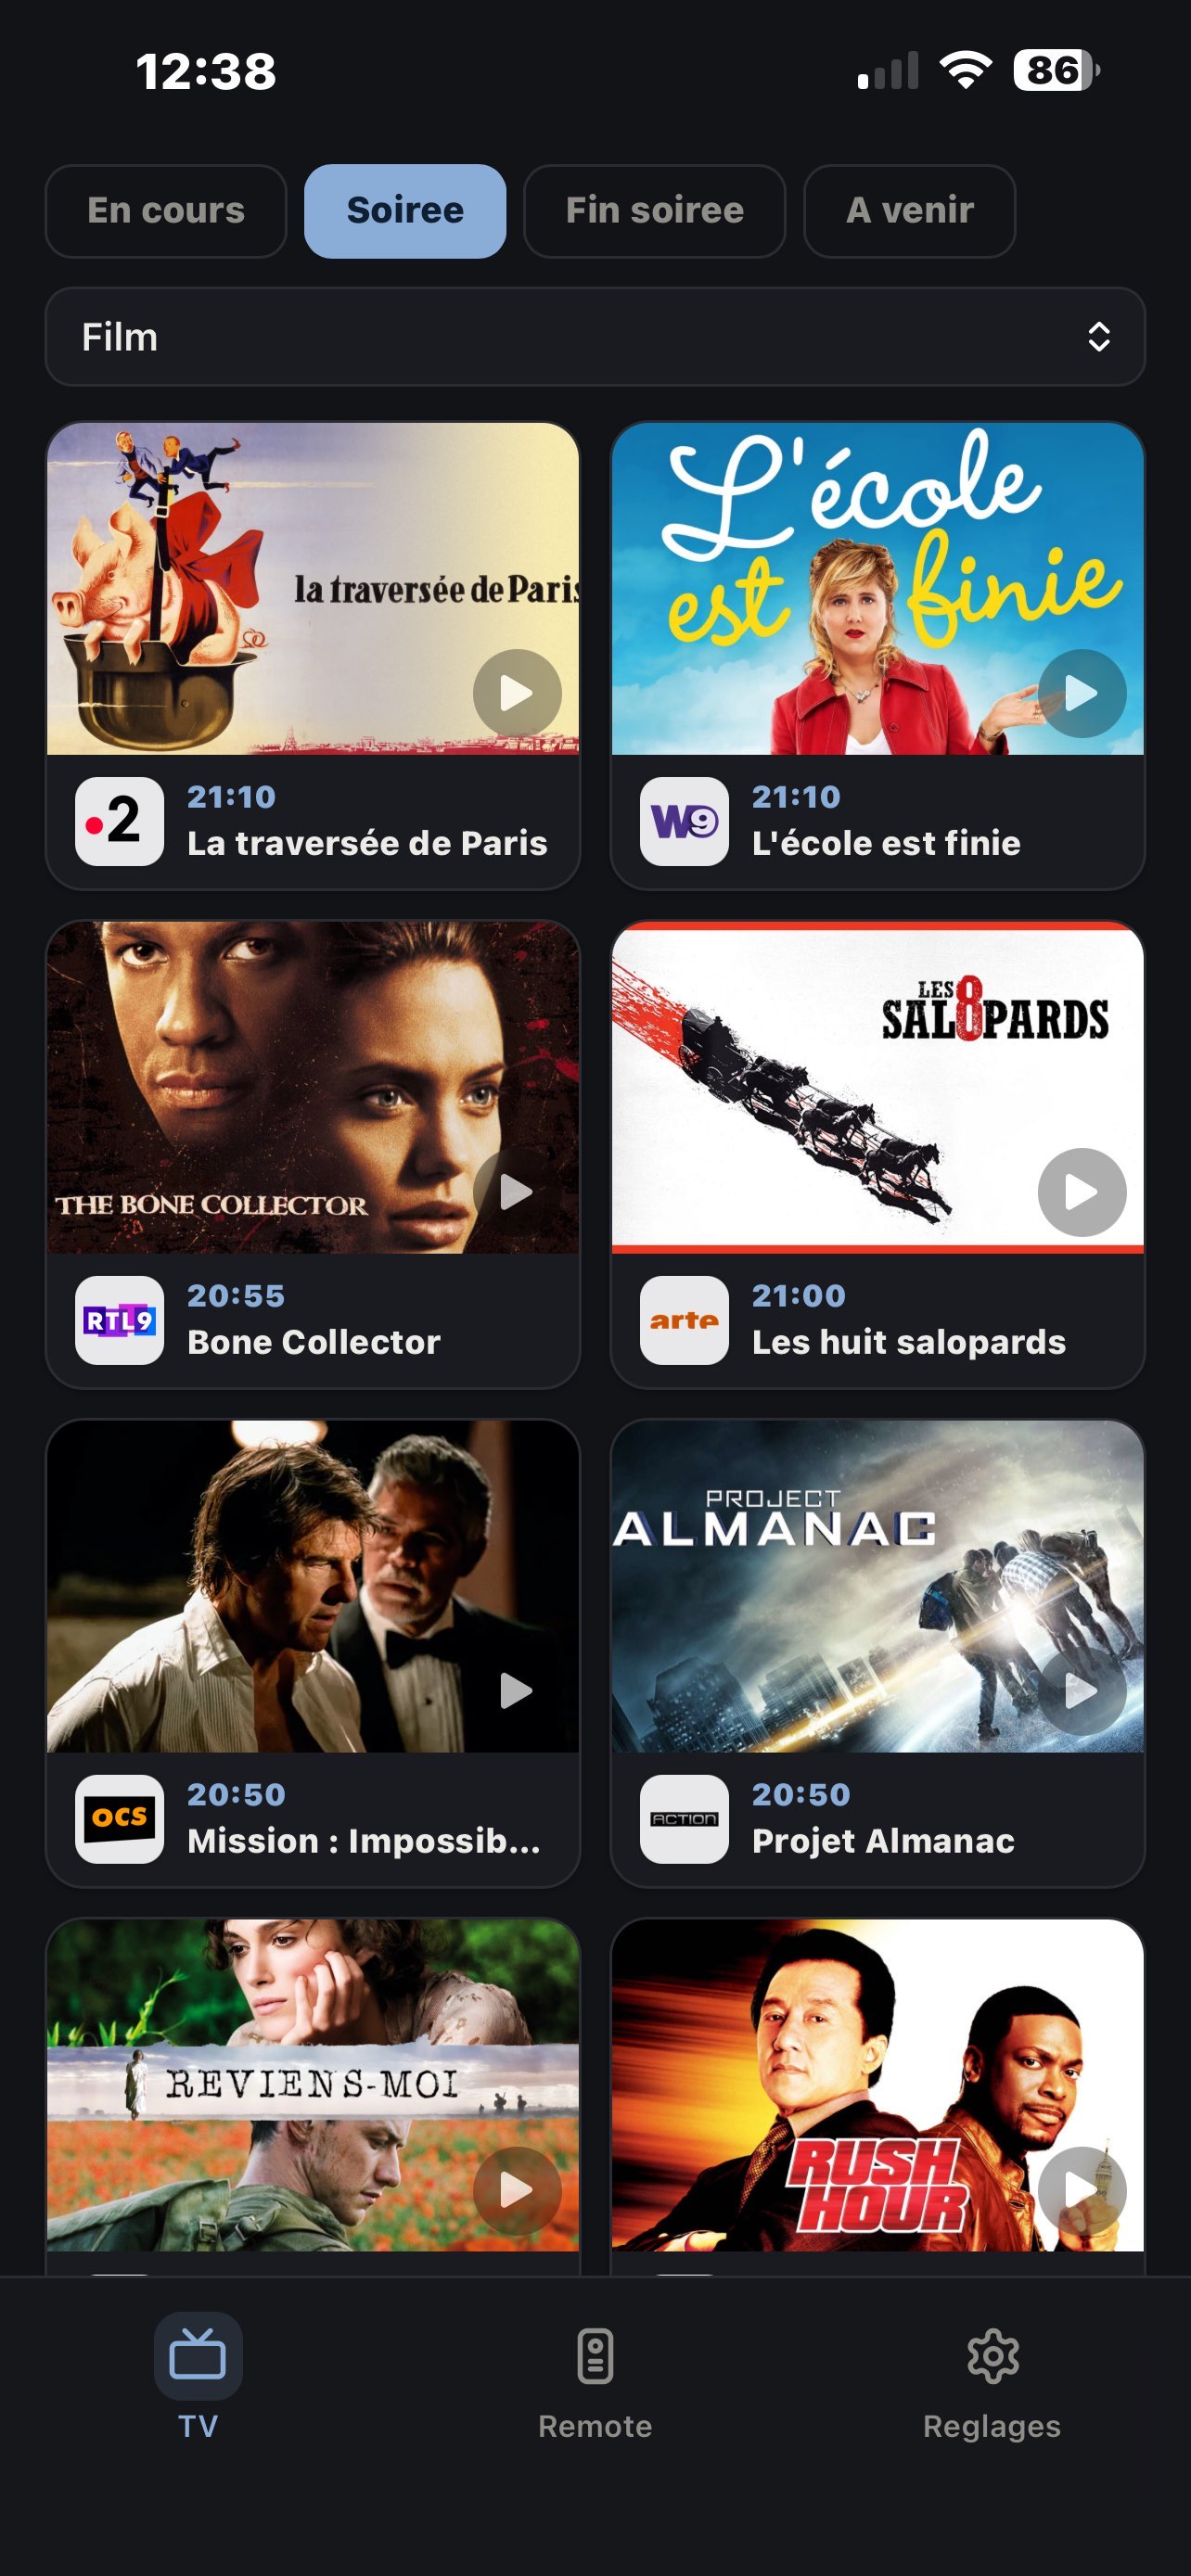 12:38
86
En cours
Soiree
Fin soiree
A venir
Film
la traversée de Paris
L'école
est finie
2
21:10
La traversée de Paris
W9
21:10
L'école est finie
THE BONE COLLECTOR
LES
SAL8PARDS
RTL9
20:55
Bone Collector
arte
21:00
Les huit salopards
PROJECT
ALMANAC
OCS
20:50
Mission : Impossib...
ACTION
20:50
Projet Almanac
REVIENS-MOI
RUSH
HOUR
TV
Remote
Reglages